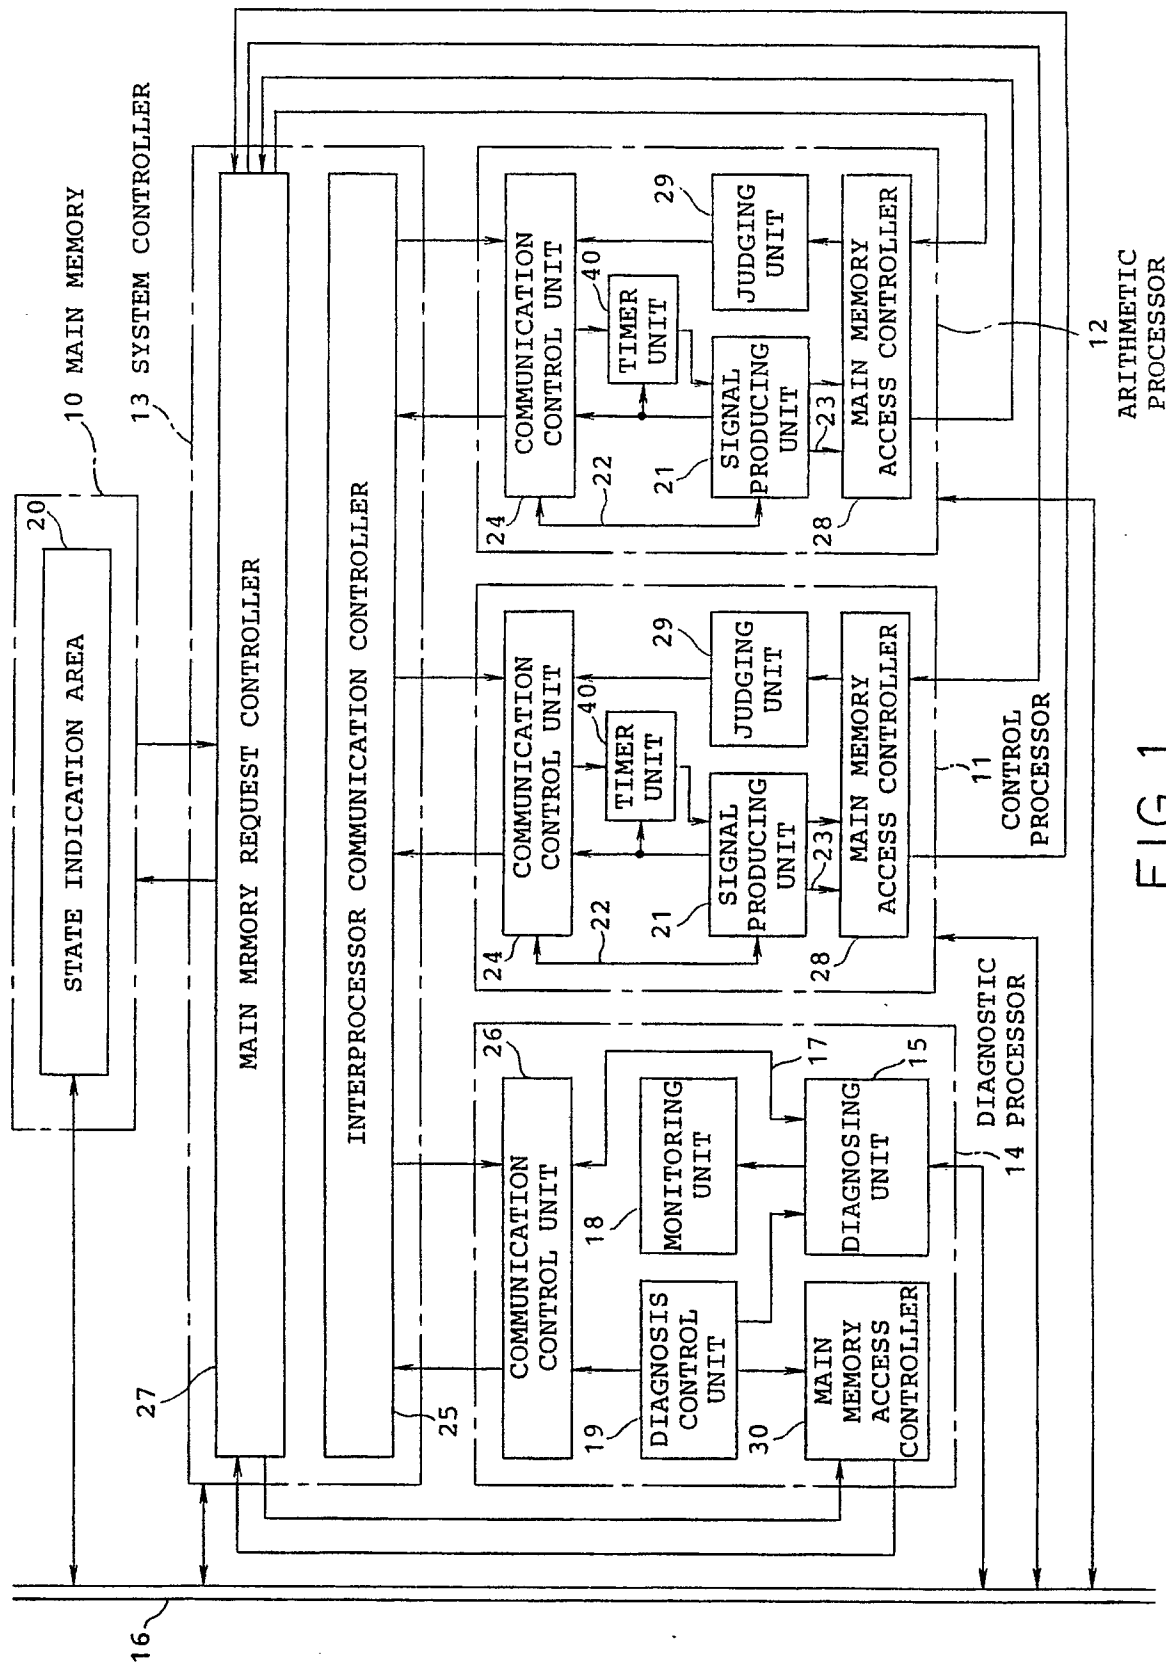 10 MAIN MEMORY
20
STATE INDICATION AREA
13 SYSTEM CONTROLLER
27
MAIN MRMORY REQUEST CONTROLLER
25
INTERPROCESSOR COMMUNICATION CONTROLLER
16
26
COMMUNICATION
CONTROL UNIT
17
18
MONITORING
UNIT
19
DIAGNOSIS
CONTROL
UNIT
15
DIAGNOSING
UNIT
30
MAIN
MEMORY
ACCESS
CONTROLLER
14
DIAGNOSTIC
PROCESSOR
24
COMMUNICATION
CONTROL UNIT
22
40
TIMER
UNIT
29
JUDGING
UNIT
21
SIGNAL
PRODUCING
UNIT
23
28
MAIN MEMORY
ACCESS CONTROLLER
11
CONTROL
PROCESSOR
24
COMMUNICATION
CONTROL UNIT
22
40
TIMER
UNIT
29
JUDGING
UNIT
21
SIGNAL
PRODUCING
UNIT
23
28
MAIN MEMORY
ACCESS CONTROLLER
12
ARITHMETIC
PROCESSOR
FIG. 1